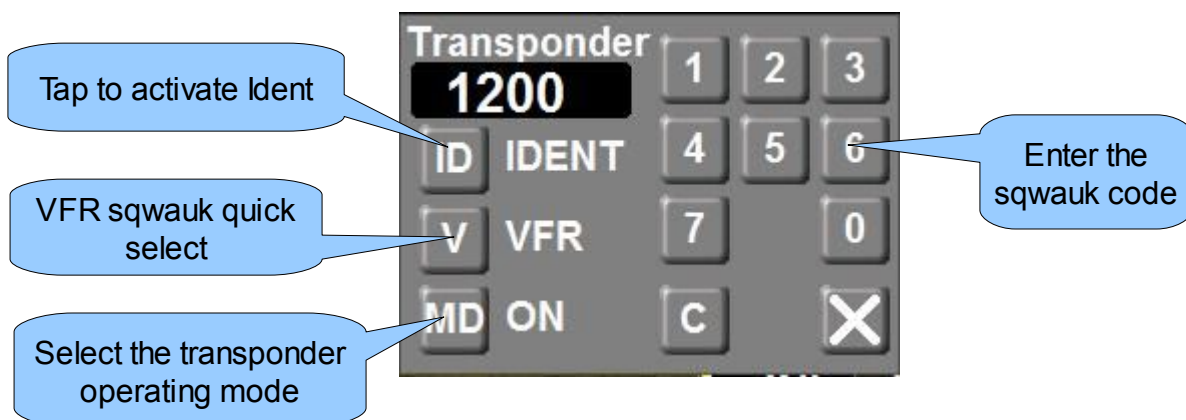 Transponder
1200
1 2 3
Tap to activate Ident
ID IDENT
4 5 6
Enter the
sqwauk code
VFR sqwauk quick
select
V VFR
7 0
Select the transponder
operating mode
MD ON
C